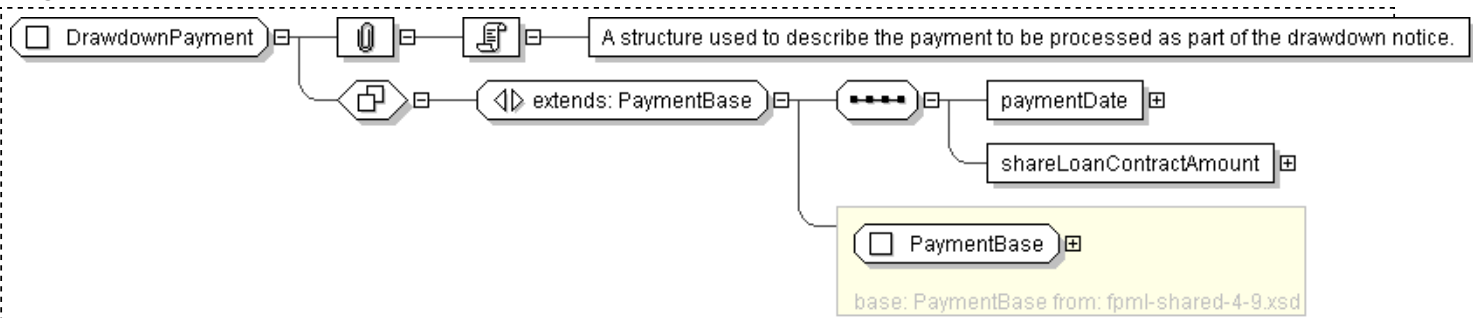 DrawdownPayment
A structure used to describe the payment to be processed as part of the drawdown notice.
extends: PaymentBase
paymentDate
shareLoanContractAmount
PaymentBase
base: PaymentBase from: fpml-shared-4-9.xsd